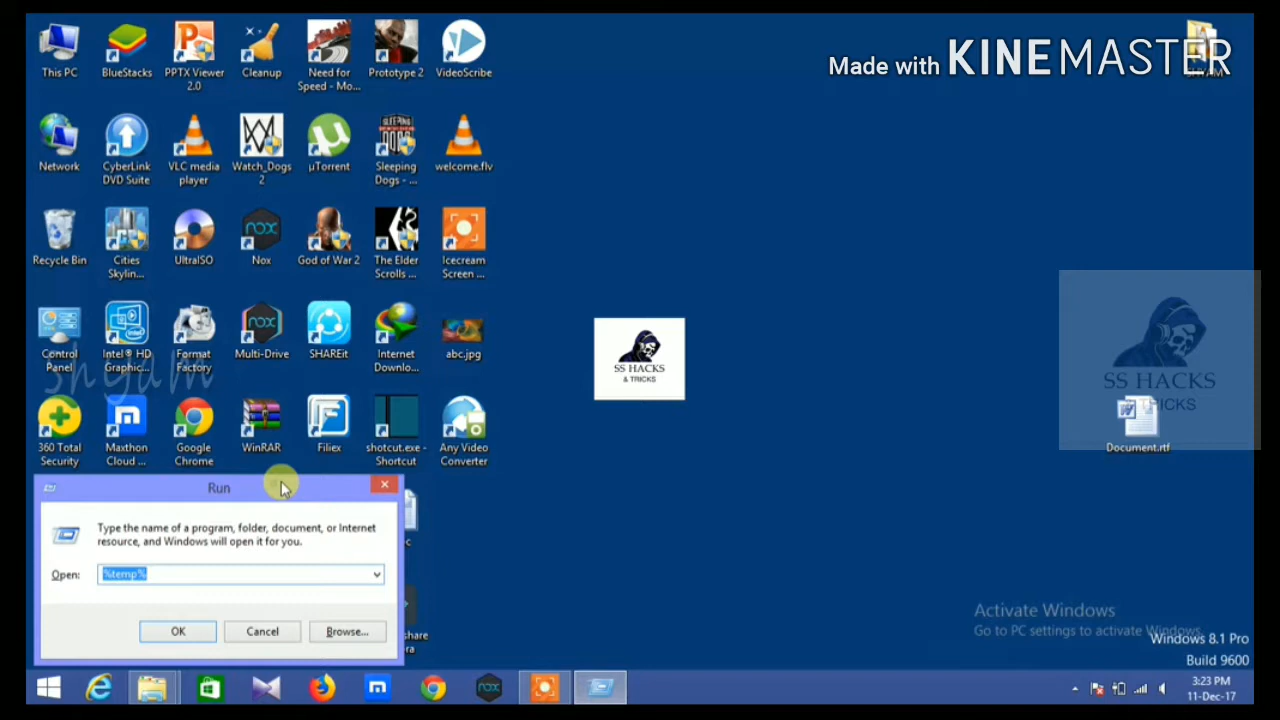 Made with KINEMASTER
This PC
BlueStacks
PPTX Viewer
2.0
Cleanup
Need for
Speed - Mo...
Prototype 2
VideoScribe
Network
CyberLink
DVD Suite
VLC media
player
Watch_Dogs
2
µTorrent
Sleeping
Dogs - ...
welcome.flv
Recycle Bin
Cities
Skylin...
UltraISO
Nox
God of War 2
The Elder
Scrolls ...
Icecream
Screen ...
Control
Panel
Intel® HD
Graphic...
Format
Factory
Multi-Drive
SHAREit
Internet
Downlo...
abc.jpg
shyam
SS HACKS
& TRICKS
SS HACKS
TRICKS
Document.rtf
360 Total
Security
Maxthon
Cloud ...
Google
Chrome
WinRAR
Filiex
shotcut.exe -
Shortcut
Any Video
Converter
Run
Type the name of a program, folder, document, or Internet
resource, and Windows will open it for you.
Open: %temp%
OK
Cancel
Browse...
share
Activate Windows
Go to PC settings to activate Windows.
Windows 8.1 Pro
Build 9600
3:23 PM
11-Dec-17